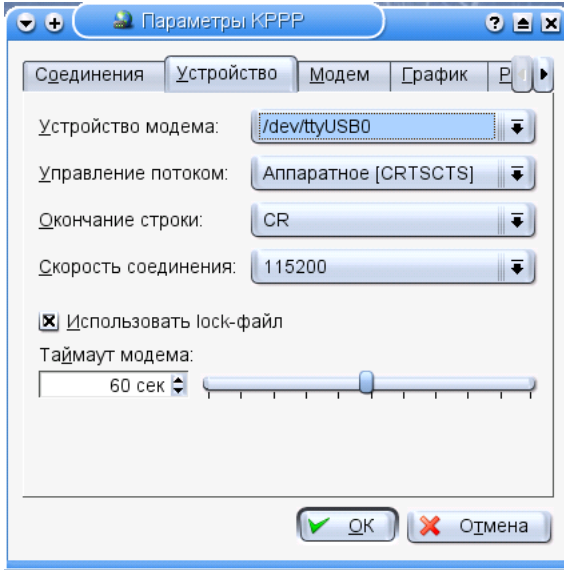 Параметры KPPP
Соединения Устройство Модем График Р
Устройство модема: /dev/ttyUSB0
Управление потоком: Аппаратное [CRTSCTS]
Окончание строки: CR
Скорость соединения: 115200
Использовать lock-файл
Таймаут модема:
60 сек
OK Отмена